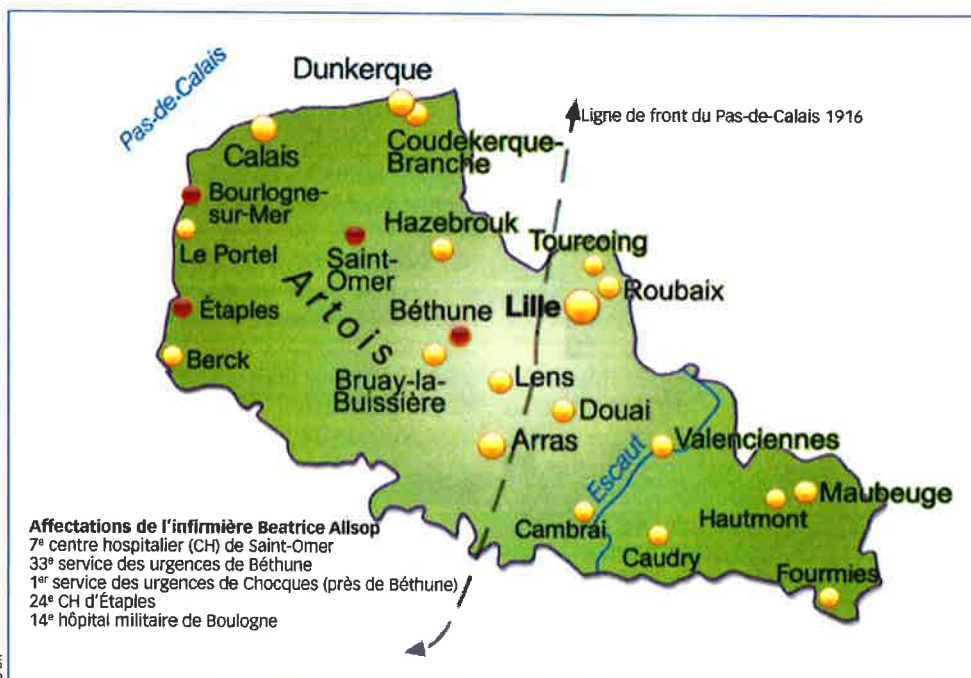 Dunkerque
Pas-de-Calais
Ligne de front du Pas-de-Calais 1916
Calais
Coudekerque-
Branche
Bourlogne-
sur-Mer
Hazebrouk
Tourcoing
Le Portel
Saint-
Omer
Roubaix
Artois
Lille
Étaples
Béthune
Berck
Bruay-la-
Buissière
Lens
Douai
Arras
Escaut
Valenciennes
Maubeuge
Hautmont
Cambrai
Caudry
Fourmies
Affectations de l'infirmière Beatrice Allsop
7e centre hospitalier (CH) de Saint-Omer
33e service des urgences de Béthune
1er service des urgences de Chocques (près de Béthune)
24e CH d'Étaples
14e hôpital militaire de Boulogne